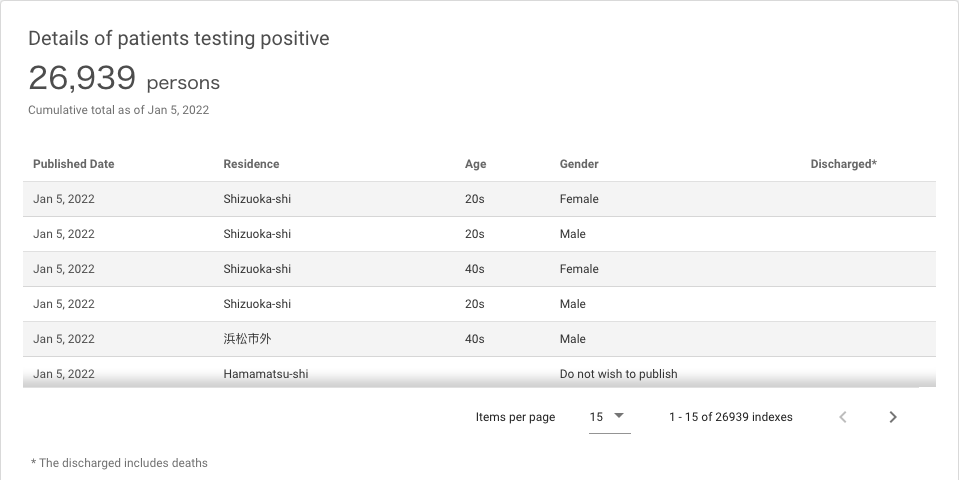 Details of patients testing positive
26,939 persons
Cumulative total as of Jan 5, 2022
Published Date Residence Age Gender Discharged*
Jan 5, 2022 Shizuoka-shi 20s Female
Jan 5, 2022 Shizuoka-shi 20s Male
Jan 5, 2022 Shizuoka-shi 40s Female
Jan 5, 2022 Shizuoka-shi 20s Male
Jan 5, 2022 浜松市外 40s Male
Jan 5, 2022 Hamamatsu-shi Do not wish to publish
Items per page 15 1 - 15 of 26939 indexes
* The discharged includes deaths